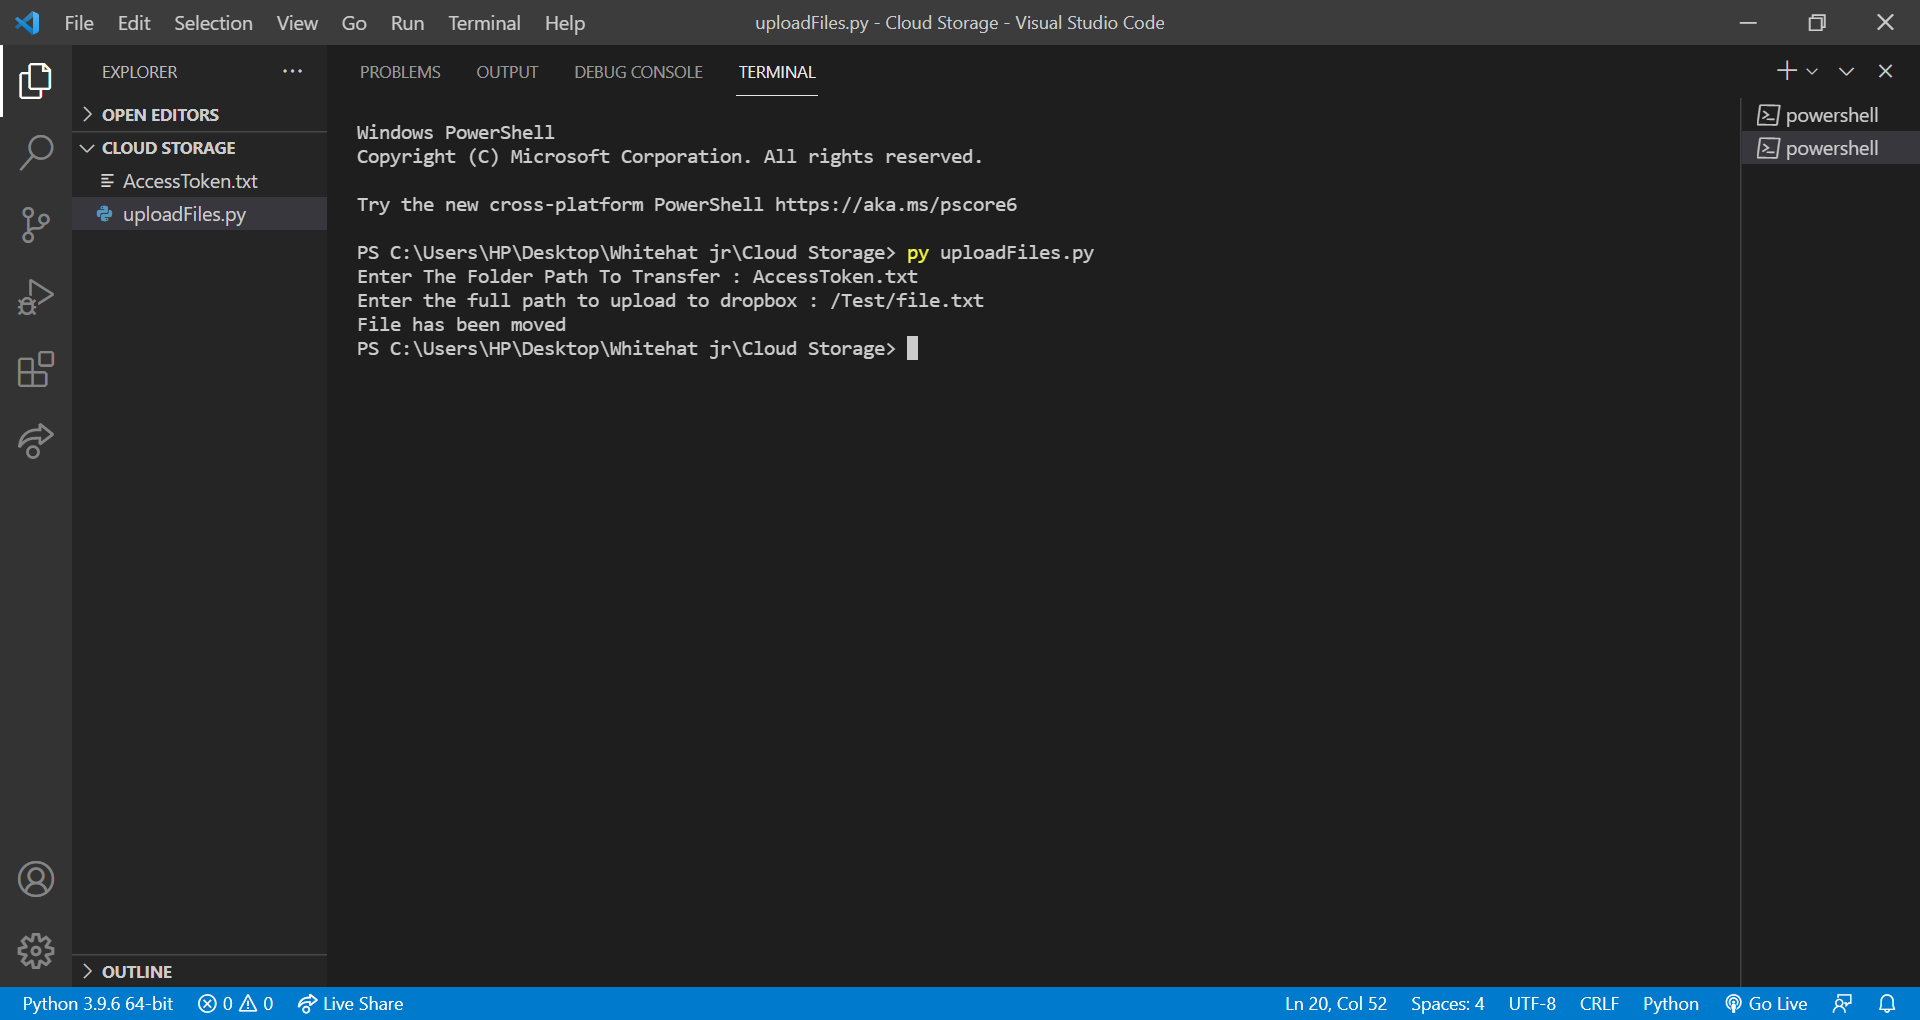 File Edit Selection View Go Run Terminal Help
uploadFiles.py - Cloud Storage - Visual Studio Code
EXPLORER
OPEN EDITORS
CLOUD STORAGE
AccessToken.txt
uploadFiles.py
OUTLINE
PROBLEMS OUTPUT DEBUG CONSOLE TERMINAL
Windows PowerShell
Copyright (C) Microsoft Corporation. All rights reserved.
Try the new cross-platform PowerShell https://aka.ms/pscore6
PS C:\Users\HP\Desktop\Whitehat jr\Cloud Storage> py uploadFiles.py
Enter The Folder Path To Transfer : AccessToken.txt
Enter the full path to upload to dropbox : /Test/file.txt
File has been moved
PS C:\Users\HP\Desktop\Whitehat jr\Cloud Storage>
powershell
powershell
Python 3.9.6 64-bit 0 0 Live Share
Ln 20, Col 52 Spaces: 4 UTF-8 CRLF Python Go Live